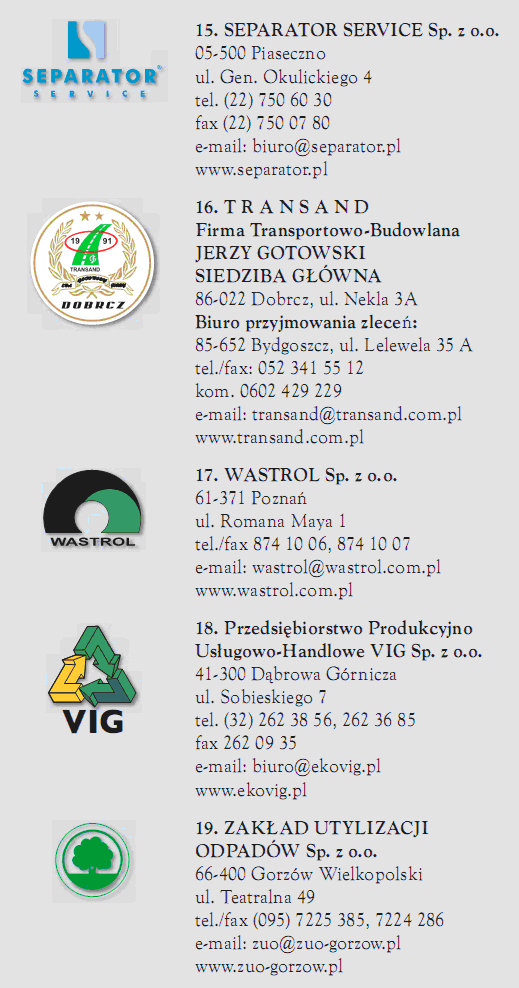 SEPARATOR
SERVICE
15. SEPARATOR SERVICE Sp. z o.o.
05-500 Piaseczno
ul. Gen. Okulickiego 4
tel. (22) 750 60 30
fax (22) 750 07 80
e-mail: biuro@separator.pl
www.separator.pl
19 91
TRANSAND
DOBRCZ
16. T R A N S A N D
Firma Transportowo-Budowlana
JERZY GOTOWSKI
SIEDZIBA GŁÓWNA
86-022 Dobrcz, ul. Nekla 3A
Biuro przyjmowania zleceń:
85-652 Bydgoszcz, ul. Lelewela 35 A
tel./fax: 052 341 55 12
kom. 0602 429 229
e-mail: transand@transand.com.pl
www.transand.com.pl
WASTROL
17. WASTROL Sp. z o.o.
61-371 Poznań
ul. Romana Maya 1
tel./fax 874 10 06, 874 10 07
e-mail: wastrol@wastrol.com.pl
www.wastrol.com.pl
VIG
18. Przedsiębiorstwo Produkcyjno
Usługowo-Handlowe VIG Sp. z o.o.
41-300 Dąbrowa Górnicza
ul. Sobieskiego 7
tel. (32) 262 38 56, 262 36 85
fax 262 09 35
e-mail: biuro@ekovig.pl
www.ekovig.pl
19. ZAKŁAD UTYLIZACJI
ODPADÓW Sp. z o.o.
66-400 Gorzów Wielkopolski
ul. Teatralna 49
tel./fax (095) 7225 385, 7224 286
e-mail: zuo@zuo-gorzow.pl
www.zuo-gorzow.pl